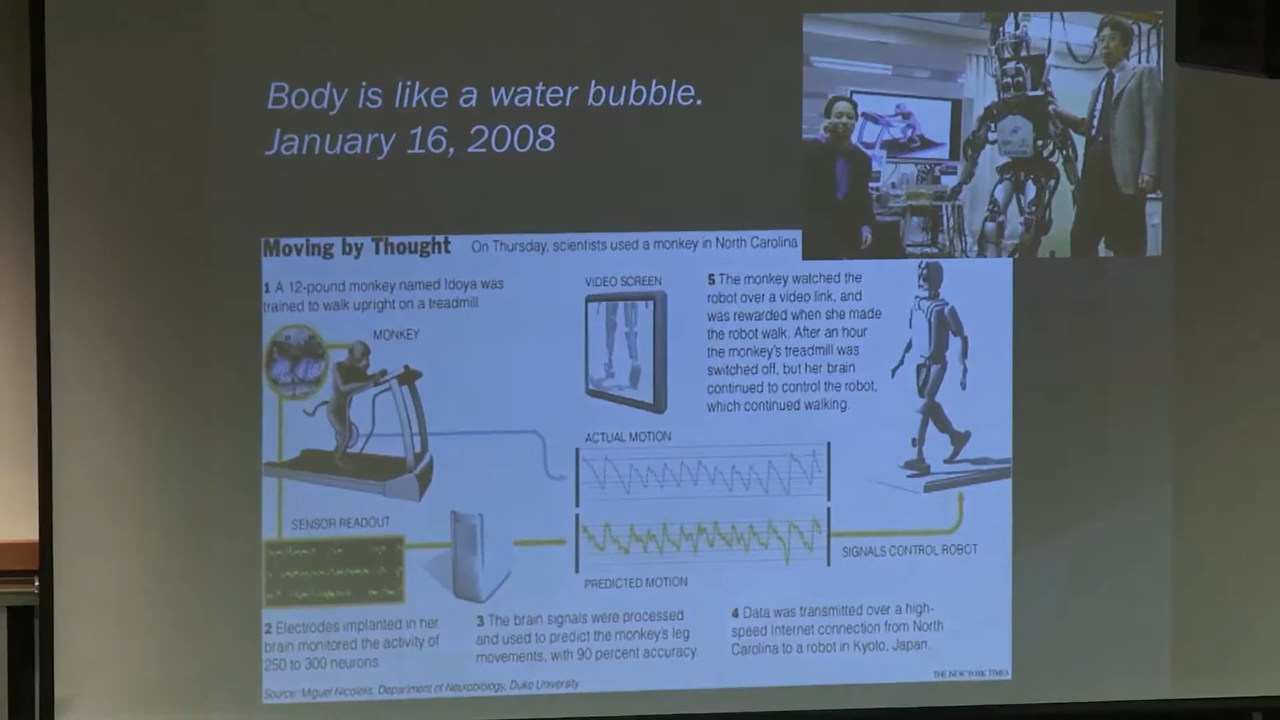 Body is like a water bubble.
January 16, 2008
Moving by Thought
On Thursday, scientists used a monkey in North Carolina
1 A 12-pound monkey named Idoya was
trained to walk upright on a treadmill.
MONKEY
VIDEO SCREEN
5 The monkey watched the
robot over a video link, and
was rewarded when she made
the robot walk. After an hour
the monkey's treadmill was
switched off, but her brain
continued to control the robot,
which continued walking.
ACTUAL MOTION
SENSOR READOUT
PREDICTED MOTION
SIGNALS CONTROL ROBOT
2 Electrodes implanted in her
brain monitored the activity of
250 to 300 neurons.
3 The brain signals were processed
and used to predict the monkey's leg
movements, with 90 percent accuracy.
4 Data was transmitted over a high-
speed Internet connection from North
Carolina to a robot in Kyoto, Japan.
Source: Miguel Nicolelis, Department of Neurobiology, Duke University
THE NEW YORK TIMES